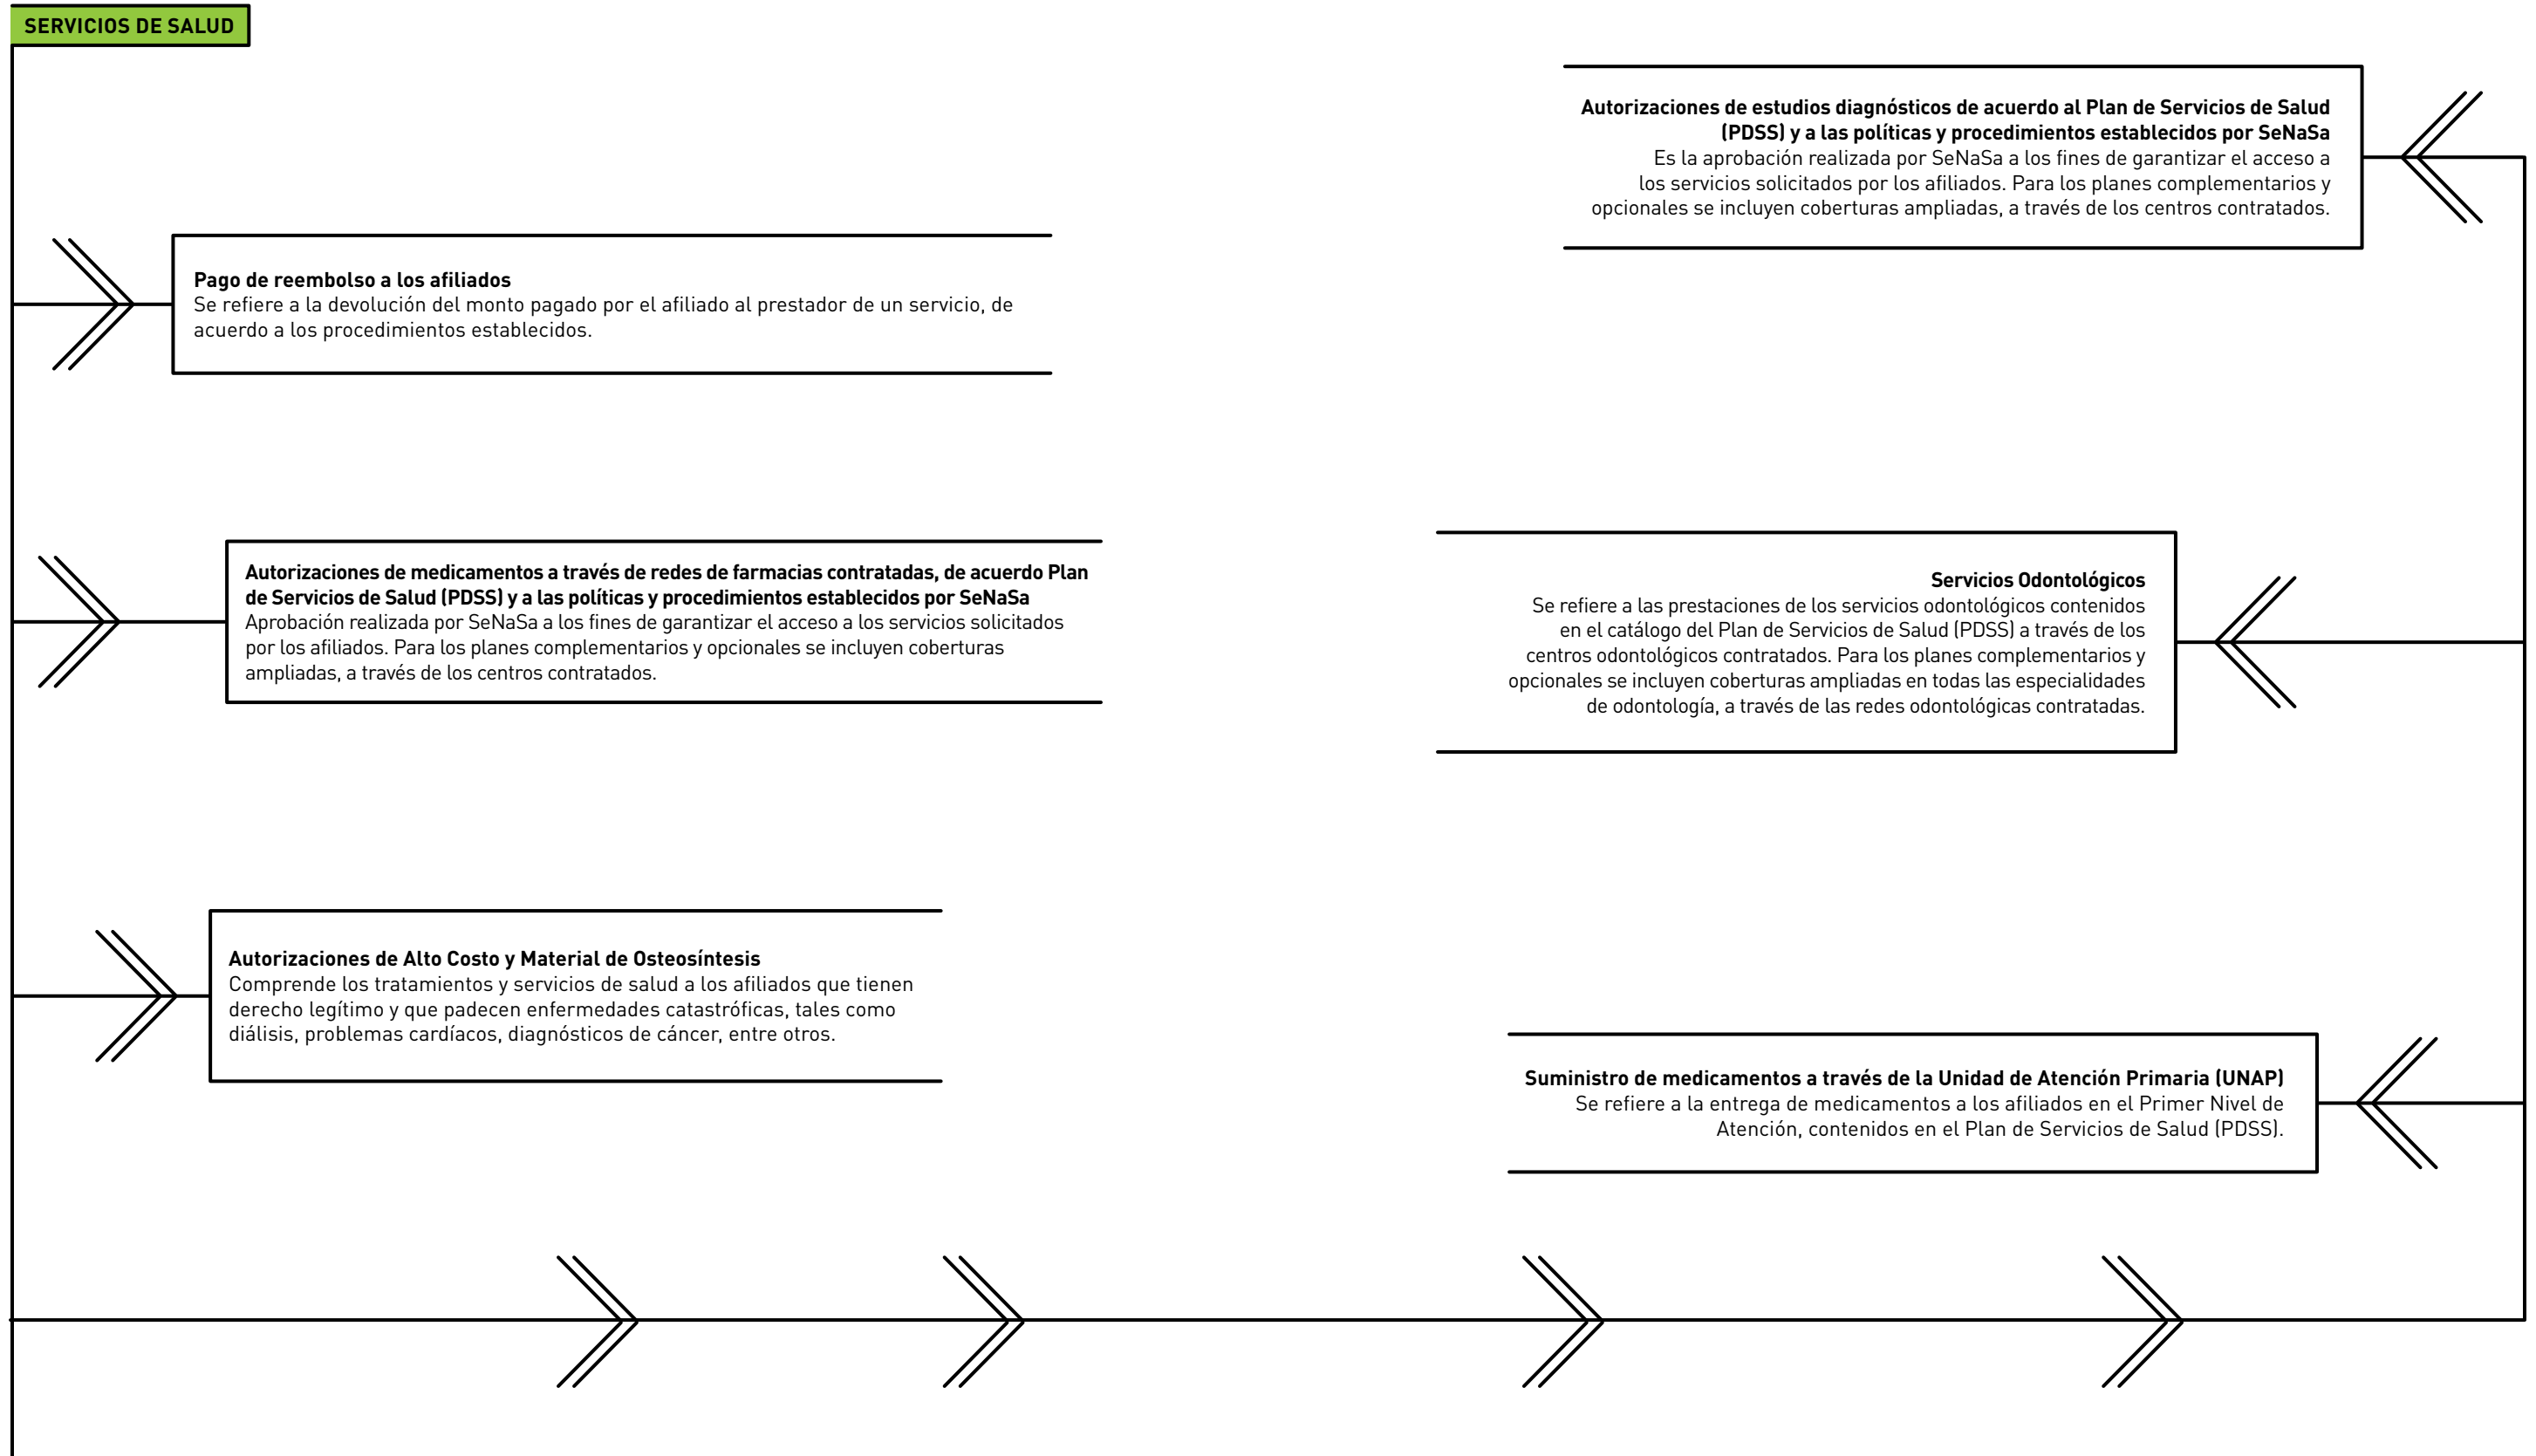 SERVICIOS DE SALUD
Pago de reembolso a los afiliados
Se refiere a la devolución del monto pagado por el afiliado al prestador de un servicio, de
acuerdo a los procedimientos establecidos.
Autorizaciones de medicamentos a través de redes de farmacias contratadas, de acuerdo Plan
de Servicios de Salud (PDSS) y a las políticas y procedimientos establecidos por SeNaSa
Aprobación realizada por SeNaSa a los fines de garantizar el acceso a los servicios solicitados
por los afiliados. Para los planes complementarios y opcionales se incluyen coberturas
ampliadas, a través de los centros contratados.
Autorizaciones de Alto Costo y Material de Osteosíntesis
Comprende los tratamientos y servicios de salud a los afiliados que tienen
derecho legítimo y que padecen enfermedades catastróficas, tales como
diálisis, problemas cardíacos, diagnósticos de cáncer, entre otros.
Autorizaciones de estudios diagnósticos de acuerdo al Plan de Servicios de Salud
(PDSS) y a las políticas y procedimientos establecidos por SeNaSa
Es la aprobación realizada por SeNaSa a los fines de garantizar el acceso a
los servicios solicitados por los afiliados. Para los planes complementarios y
opcionales se incluyen coberturas ampliadas, a través de los centros contratados.
Servicios Odontológicos
Se refiere a las prestaciones de los servicios odontológicos contenidos
en el catálogo del Plan de Servicios de Salud (PDSS) a través de los
centros odontológicos contratados. Para los planes complementarios y
opcionales se incluyen coberturas ampliadas en todas las especialidades
de odontología, a través de las redes odontológicas contratadas.
Suministro de medicamentos a través de la Unidad de Atención Primaria (UNAP)
Se refiere a la entrega de medicamentos a los afiliados en el Primer Nivel de
Atención, contenidos en el Plan de Servicios de Salud (PDSS).